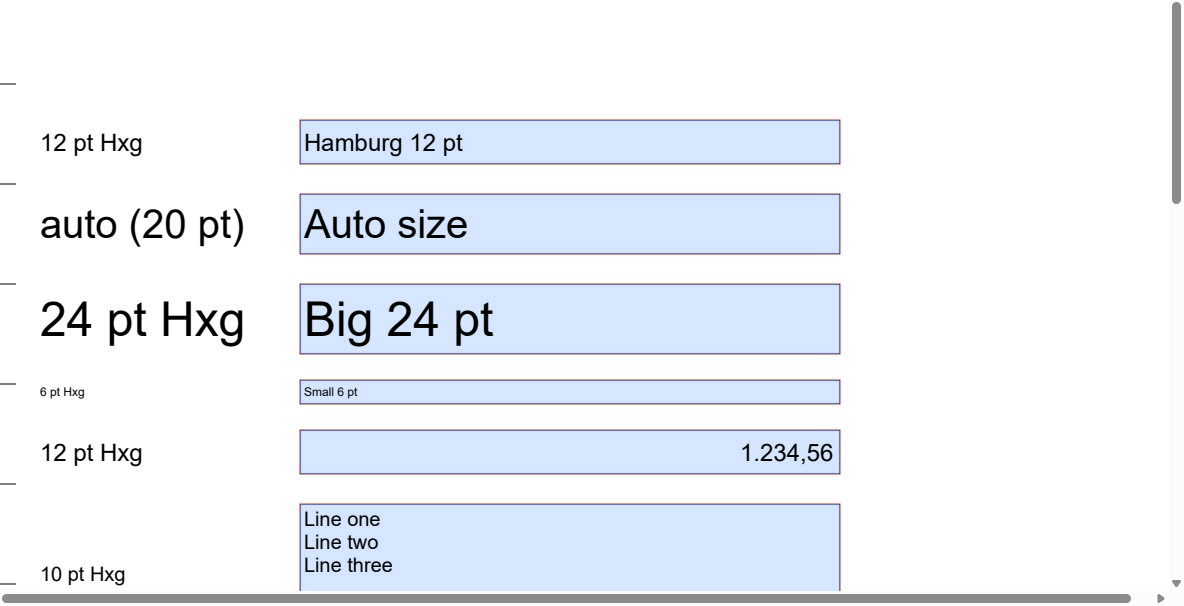 12 pt Hxg
Hamburg 12 pt
auto (20 pt)
Auto size
24 pt Hxg
Big 24 pt
6 pt Hxg
Small 6 pt
12 pt Hxg
1.234,56
Line one
Line two
Line three
10 pt Hxg